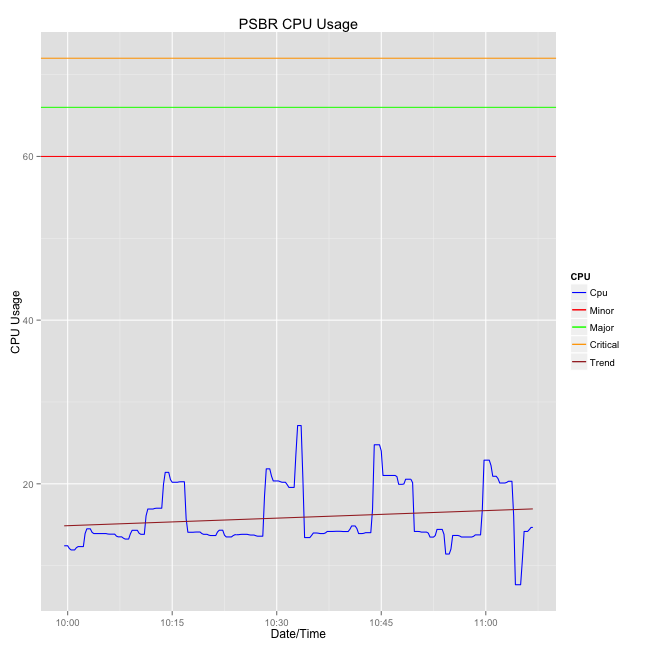 PSBR CPU Usage
CPU Usage
60
40
20
10:00
10:15
10:30
10:45
11:00
Date/Time
CPU
Cpu
Minor
Major
Critical
Trend